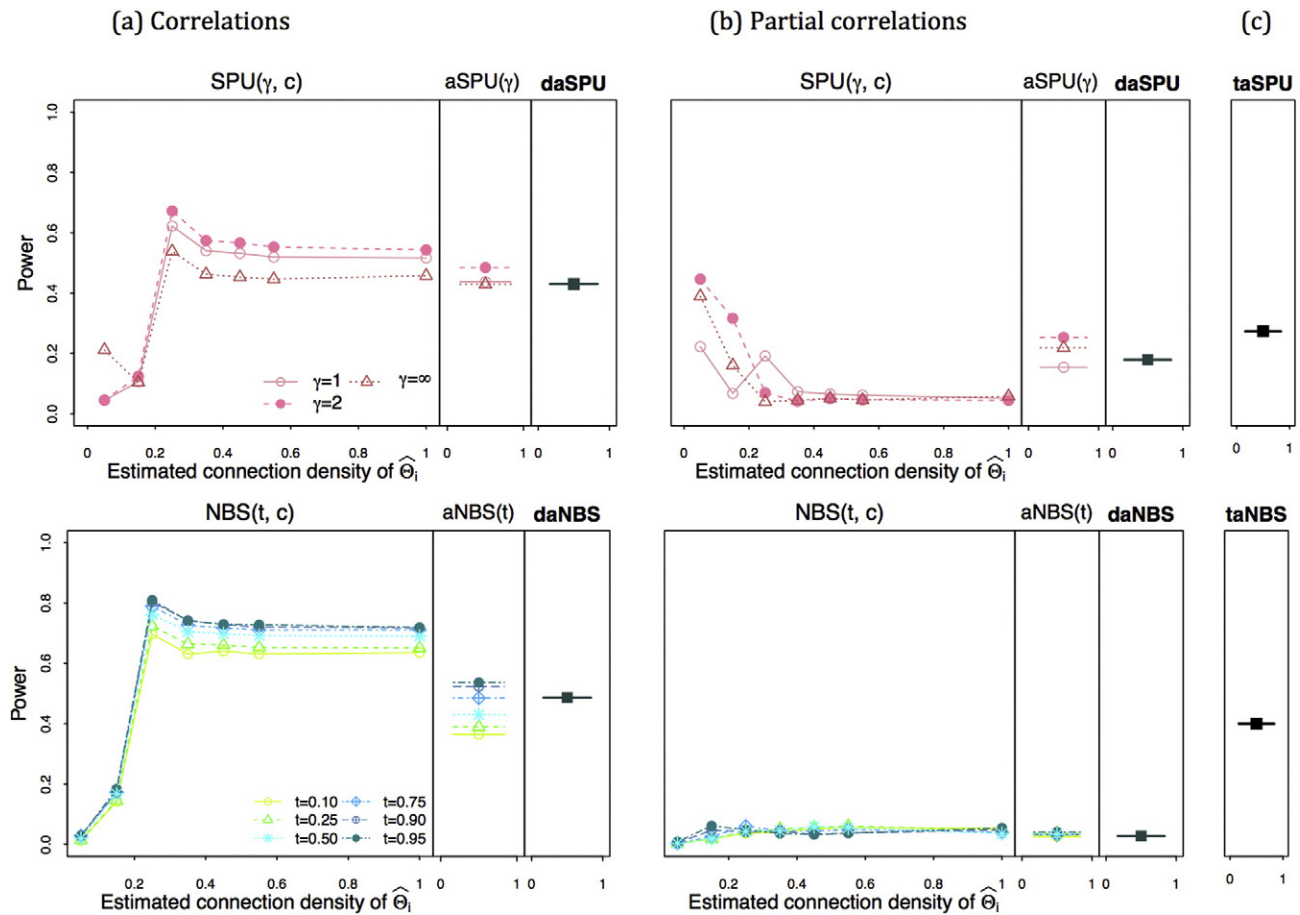 (a) Correlations
(b) Partial correlations
(c)
SPU(γ, c)
aSPU(γ)
daSPU
SPU(γ, c)
aSPU(γ)
daSPU
taSPU
Power
1.0
0.8
0.6
0.4
0.2
0.0
γ=1
γ=∞
γ=2
0 0.2 0.4 0.6 0.8 1
0 1
0 1
0 0.2 0.4 0.6 0.8 1
0 1
0 1
0 1
Estimated connection density of Θ̂i
Estimated connection density of Θ̂i
NBS(t, c)
aNBS(t)
daNBS
NBS(t, c)
aNBS(t)
daNBS
taNBS
Power
1.0
0.8
0.6
0.4
0.2
0.0
t=0.10 t=0.75
t=0.25 t=0.90
t=0.50 t=0.95
0.2 0.4 0.6 0.8 1
0 1
0 1
0.2 0.4 0.6 0.8 1
0 1
0 1
0 1
Estimated connection density of Θ̂i
Estimated connection density of Θ̂i